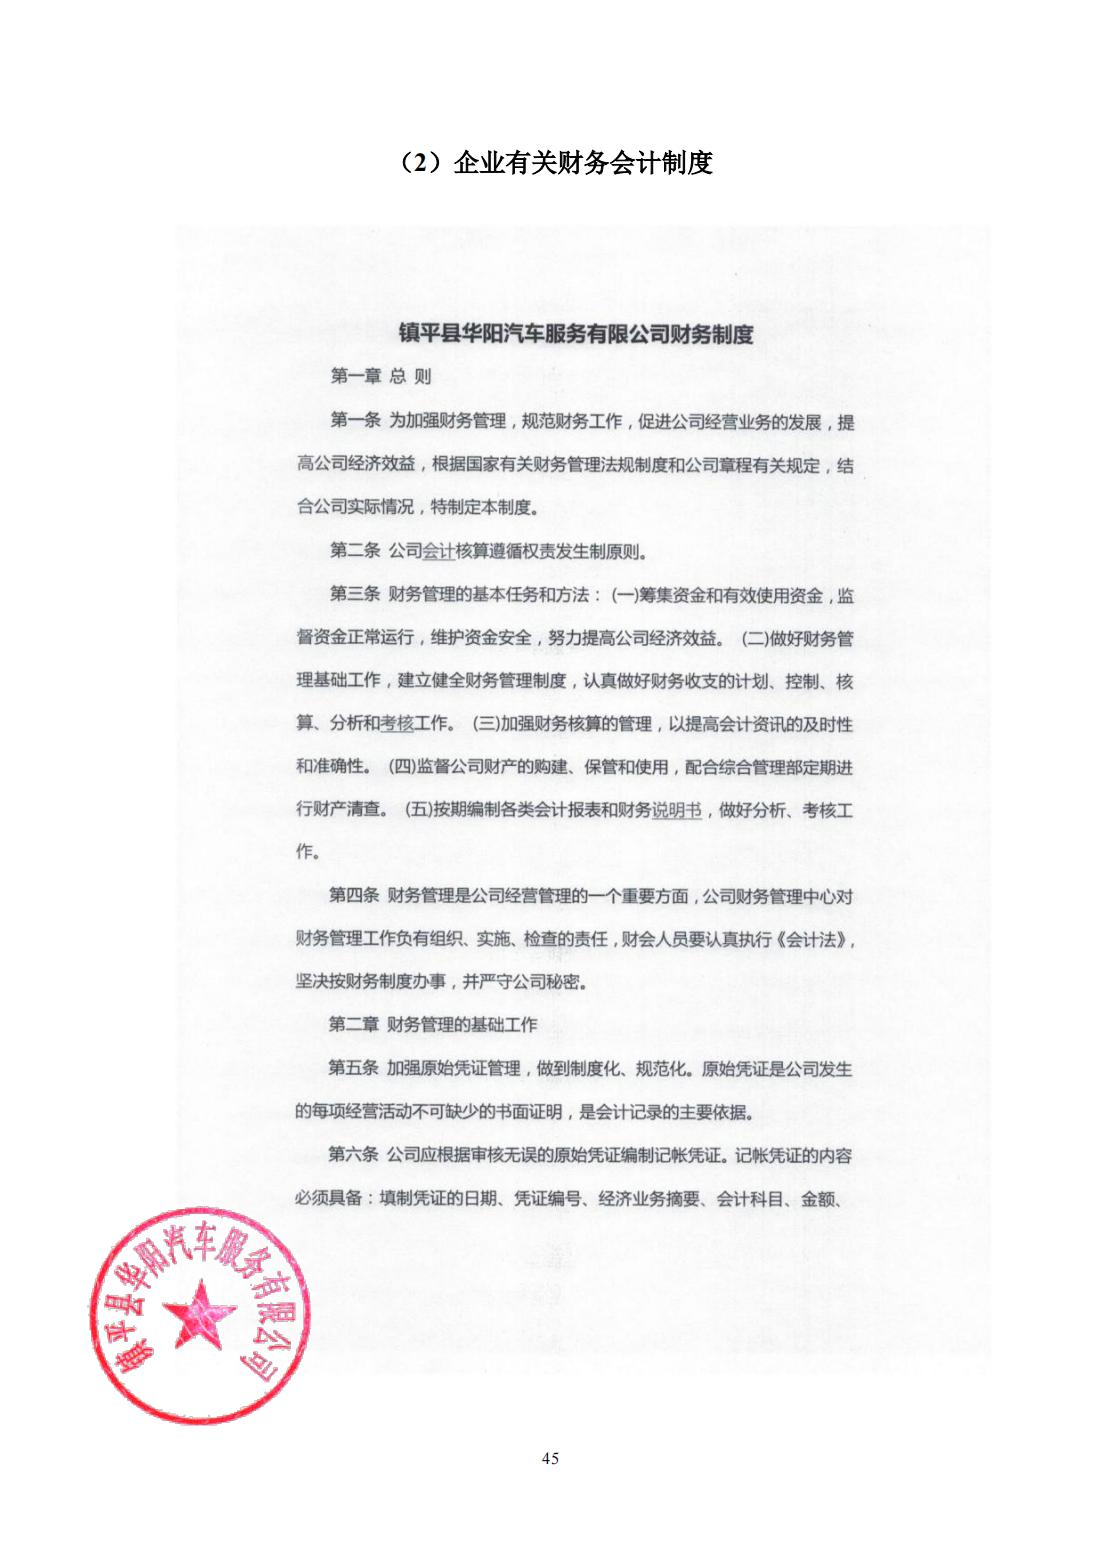 （2）企业有关财务会计制度
镇平县华阳汽车服务有限公司财务制度
第一章 总 则
第一条 为加强财务管理，规范财务工作，促进公司经营业务的发展，提
高公司经济效益，根据国家有关财务管理法规制度和公司章程有关规定，结
合公司实际情况，特制定本制度。
第二条 公司会计核算遵循权责发生制原则。
第三条 财务管理的基本任务和方法：(一)筹集资金和有效使用资金，监
督资金正常运行，维护资金安全，努力提高公司经济效益。(二)做好财务管
理基础工作，建立健全财务管理制度，认真做好财务收支的计划、控制、核
算、分析和考核工作。(三)加强财务核算的管理，以提高会计资讯的及时性
和准确性。(四)监督公司财产的购建、保管和使用，配合综合管理部定期进
行财产清查。(五)按期编制各类会计报表和财务说明书，做好分析、考核工
作。
第四条 财务管理是公司经营管理的一个重要方面，公司财务管理中心对
财务管理工作负有组织、实施、检查的责任，财会人员要认真执行《会计法》，
坚决按财务制度办事，并严守公司秘密。
第二章 财务管理的基础工作
第五条 加强原始凭证管理，做到制度化、规范化。原始凭证是公司发生
的每项经营活动不可缺少的书面证明，是会计记录的主要依据。
第六条 公司应根据审核无误的原始凭证编制记帐凭证。记帐凭证的内容
必须具备：填制凭证的日期、凭证编号、经济业务摘要、会计科目、金额、
镇平县华阳汽车服务有限公司
45